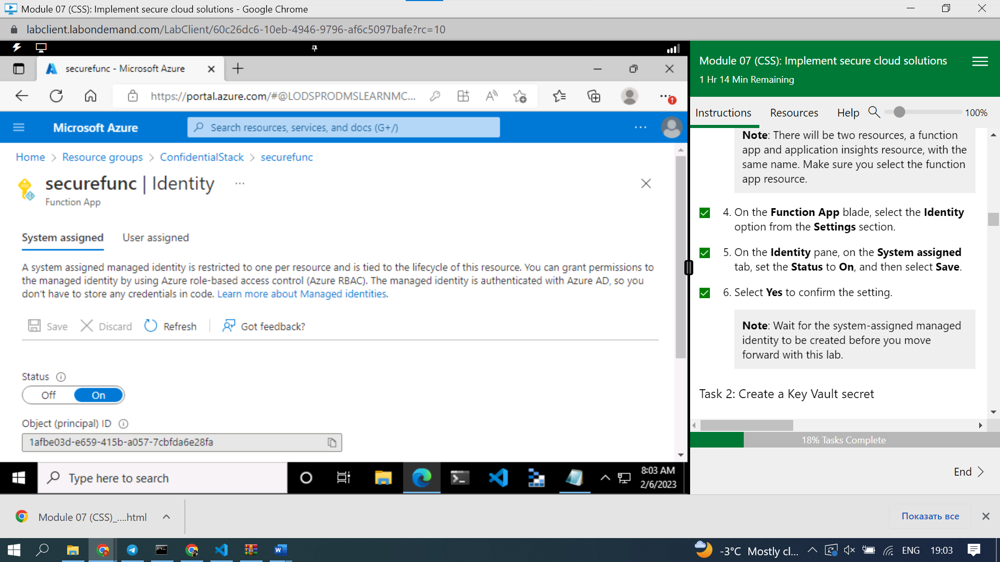 Module 07 (CSS): Implement secure cloud solutions - Google Chrome
labclient.labondemand.com/LabClient/60c26dc6-10eb-4946-9796-af6c5097bafe?rc=10
securefunc - Microsoft Azure
https://portal.azure.com/#@LODSPRODMSLEARNMC...
Microsoft Azure
Search resources, services, and docs (G+/)
Home > Resource groups > ConfidentialStack > securefunc
securefunc | Identity
Function App
System assigned
User assigned
A system assigned managed identity is restricted to one per resource and is tied to the lifecycle of this resource. You can grant permissions to
the managed identity by using Azure role-based access control (Azure RBAC). The managed identity is authenticated with Azure AD, so you
don't have to store any credentials in code. Learn more about Managed identities.
Save
Discard
Refresh
Got feedback?
Status
Off
On
Object (principal) ID
1afbe03d-e659-415b-a057-7cbfda6e28fa
Type here to search
8:03 AM
2/6/2023
Module 07 (CSS): Implement secure cloud solutions
1 Hr 14 Min Remaining
Instructions
Resources
Help
100%
Note: There will be two resources, a function
app and application insights resource, with the
same name. Make sure you select the function
app resource.
4. On the Function App blade, select the Identity
option from the Settings section.
5. On the Identity pane, on the System assigned
tab, set the Status to On, and then select Save.
6. Select Yes to confirm the setting.
Note: Wait for the system-assigned managed
identity to be created before you move
forward with this lab.
Task 2: Create a Key Vault secret
18% Tasks Complete
End
Module 07 (CSS)_....html
Показать все
-3°C Mostly cl...
ENG
19:03